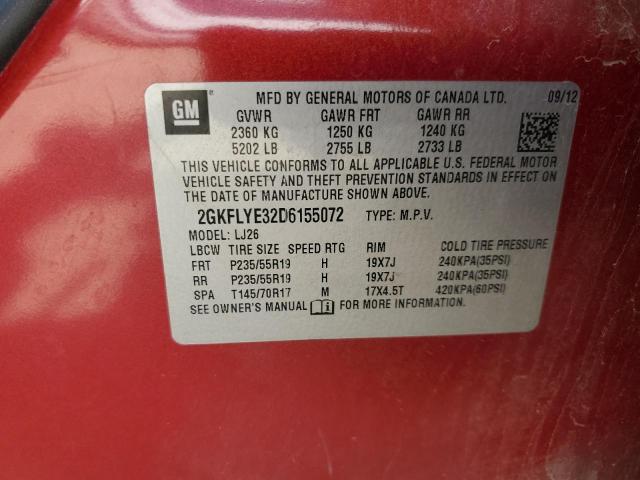 GM ®
MFD BY GENERAL MOTORS OF CANADA LTD. 09/12
GVWR GAWR FRT GAWR RR
2360 KG 1250 KG 1240 KG
5202 LB 2755 LB 2733 LB
THIS VEHICLE CONFORMS TO ALL APPLICABLE U.S. FEDERAL MOTOR
VEHICLE SAFETY AND THEFT PREVENTION STANDARDS IN EFFECT ON
THE DATE OF MANUFACTURE SHOWN ABOVE.
2GKFLYE32D6155072 TYPE: M.P.V.
MODEL: LJ26
LBCW TIRE SIZE SPEED RTG RIM COLD TIRE PRESSURE
FRT P235/55R19 H 19X7J 240KPA(35PSI)
RR P235/55R19 H 19X7J 240KPA(35PSI)
SPA T145/70R17 M 17X4.5T 420KPA(60PSI)
SEE OWNER'S MANUAL FOR MORE INFORMATION.